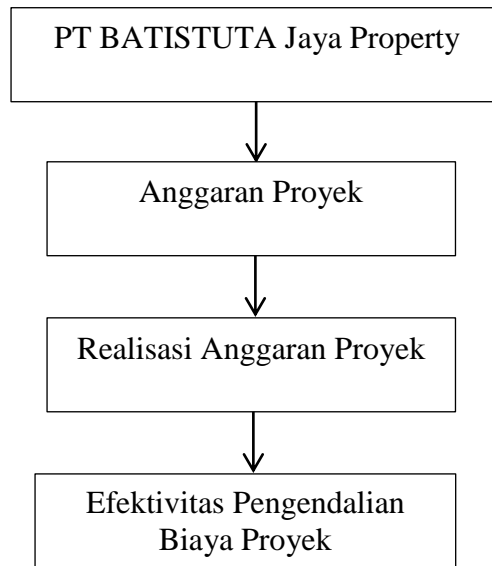 PT BATISTUTA Jaya Property
Anggaran Proyek
Realisasi Anggaran Proyek
Efektivitas Pengendalian
Biaya Proyek